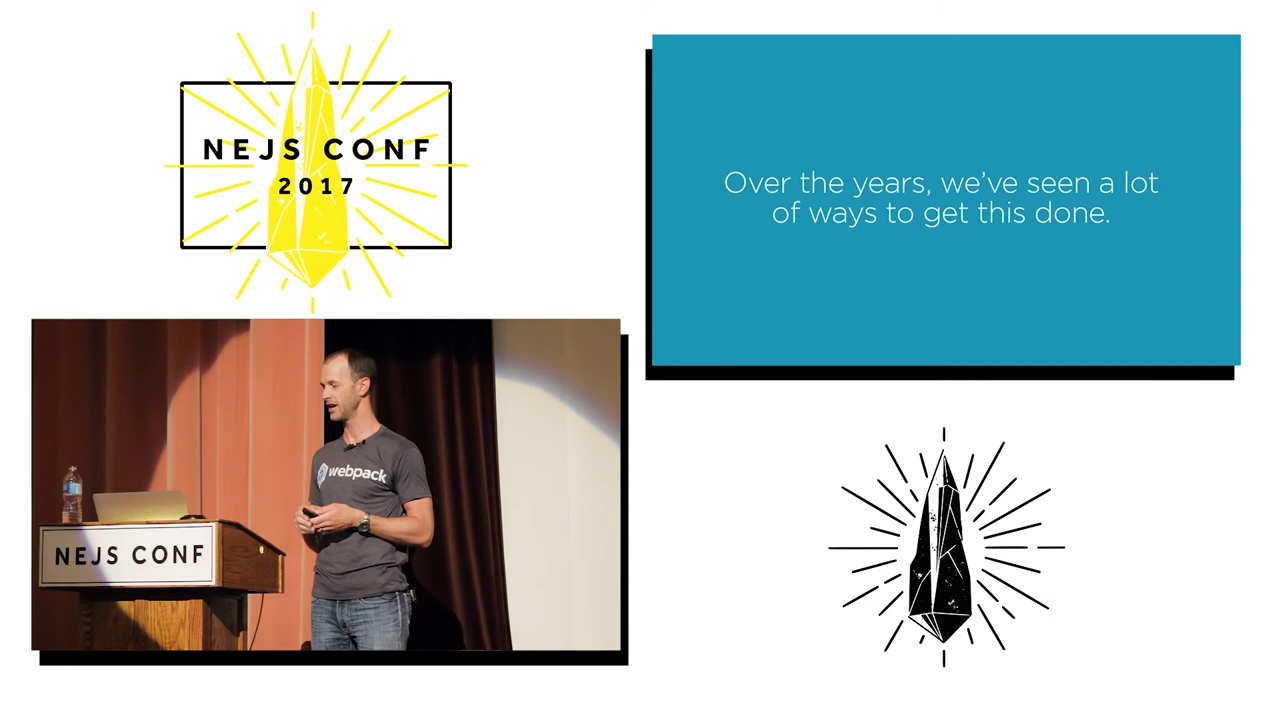 NEJS CONF
2017
Over the years, we've seen a lot
of ways to get this done.
webpack
NEJS CONF